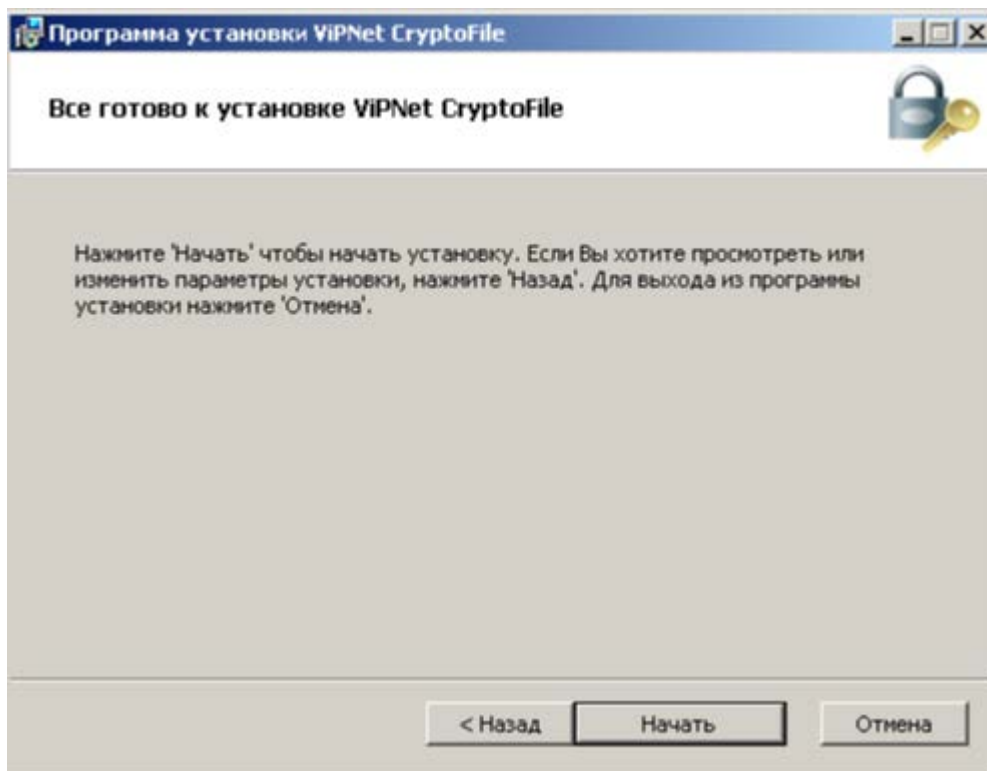 Программа установки ViPNet CryptoFile
Все готово к установке ViPNet CryptoFile
Нажмите 'Начать' чтобы начать установку. Если Вы хотите просмотреть или
изменить параметры установки, нажмите 'Назад'. Для выхода из программы
установки нажмите 'Отмена'.
< Назад
Начать
Отмена